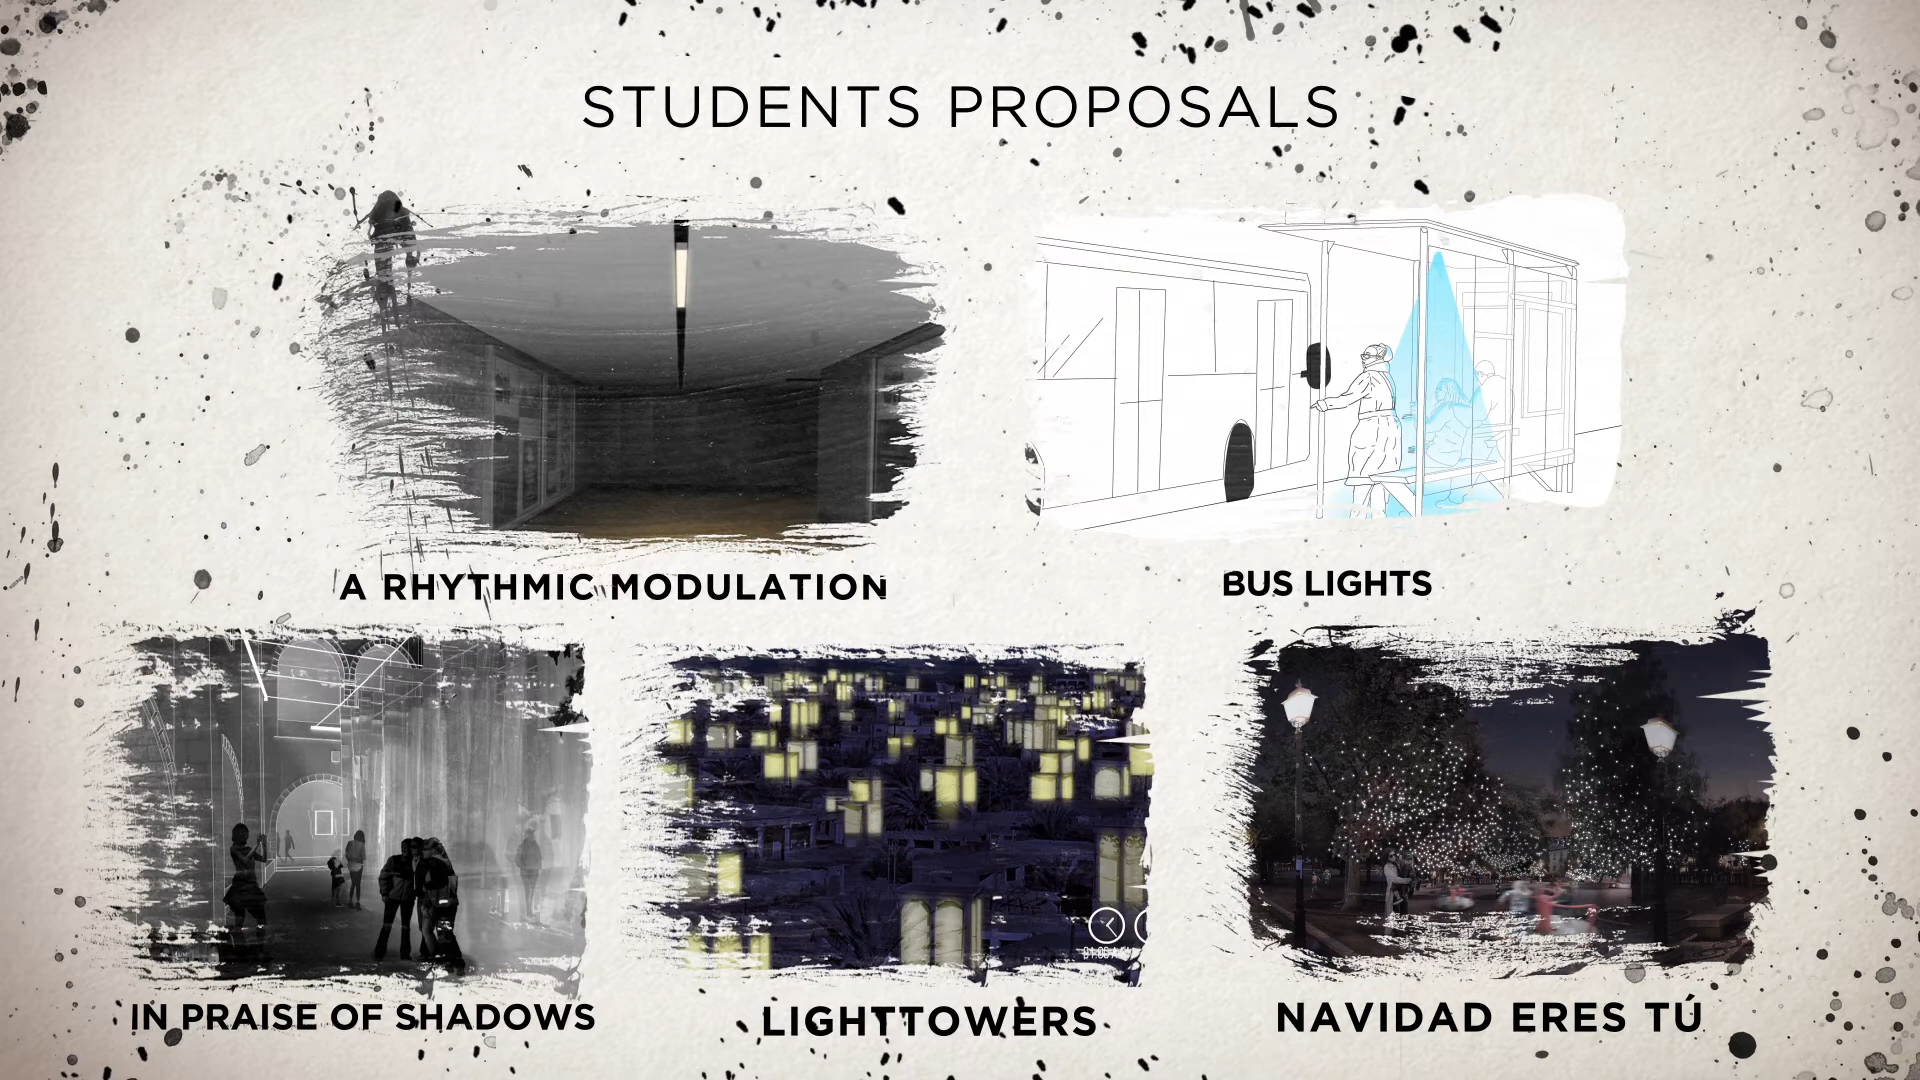 STUDENTS PROPOSALS
A RHYTHMIC MODULATION
BUS LIGHTS
IN PRAISE OF SHADOWS
LIGHTTOWERS
NAVIDAD ERES TÚ